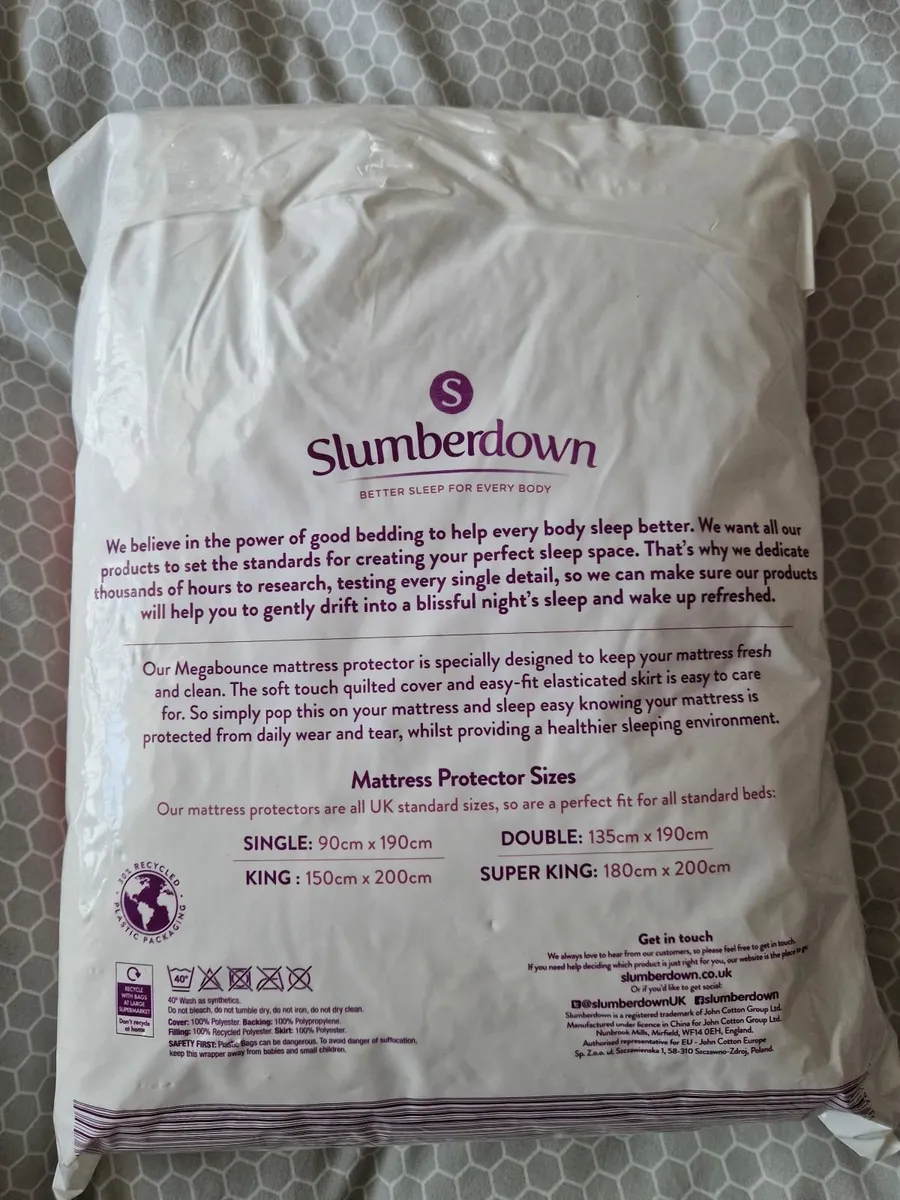 S
Slumberdown
BETTER SLEEP FOR EVERY BODY
We believe in the power of good bedding to help every body sleep better. We want all our
products to set the standards for creating your perfect sleep space. That's why we dedicate
thousands of hours to research, testing every single detail, so we can make sure our products
will help you to gently drift into a blissful night's sleep and wake up refreshed.
Our Megabounce mattress protector is specially designed to keep your mattress fresh
and clean. The soft touch quilted cover and easy-fit elasticated skirt is easy to care
for. So simply pop this on your mattress and sleep easy knowing your mattress is
protected from daily wear and tear, whilst providing a healthier sleeping environment.
Mattress Protector Sizes
Our mattress protectors are all UK standard sizes, so are a perfect fit for all standard beds:
SINGLE: 90cm x 190cm
DOUBLE: 135cm x 190cm
KING : 150cm x 200cm
SUPER KING: 180cm x 200cm
30% RECYCLED
PLASTIC PACKAGING
RECYCLE
WITH BAGS
AT LARGE
SUPERMARKET
Don't recycle
at home
40°
40° Wash as synthetics.
Do not bleach, do not tumble dry, do not iron, do not dry clean.
Cover: 100% Polyester. Backing: 100% Polypropylene.
Filling: 100% Recycled Polyester. Skirt: 100% Polyester.
SAFETY FIRST: Plastic Bags can be dangerous. To avoid danger of suffocation,
keep this wrapper away from babies and small children.
Get in touch
We always love to hear from our customers, so please feel free to get in touch.
If you need help deciding which product is just right for you, our website is the place to go
slumberdown.co.uk
Or if you'd like to get social:
@slumberdownUK slumberdown
Slumberdown is a registered trademark of John Cotton Group Ltd.
Manufactured under licence in China for John Cotton Group Ltd.
Nunbrook Mills, Mirfield, WF14 0EH, England.
Authorised representative for EU - John Cotton Europe
Sp. Z.o.o. ul. Szczawienska 1, 58-310 Szczawno-Zdroj, Poland.